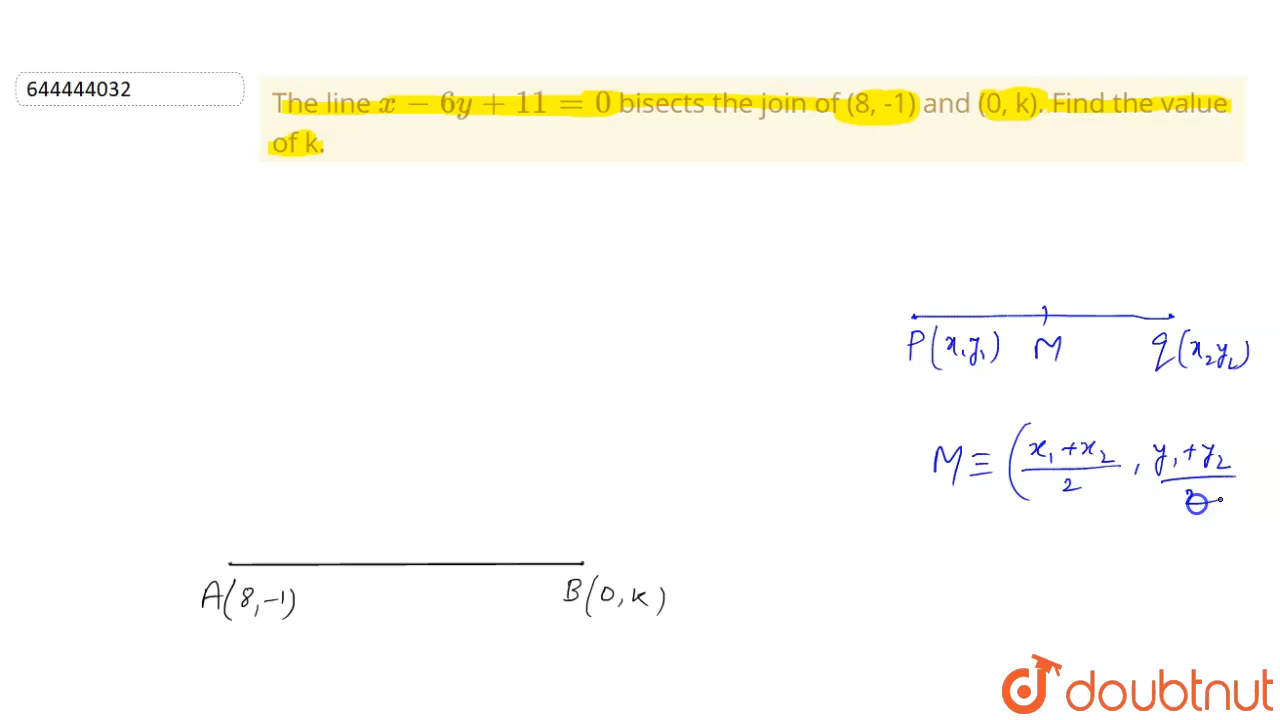 644444032
The line x − 6y + 11 = 0 bisects the join of (8, -1) and (0, k). Find the value
of k.
P(x₁y₁) M q(x₂y₂)
M ≡ (x₁+x₂/2, y₁+y₂/2
A(8,-1) B(0, k)
doubtnut